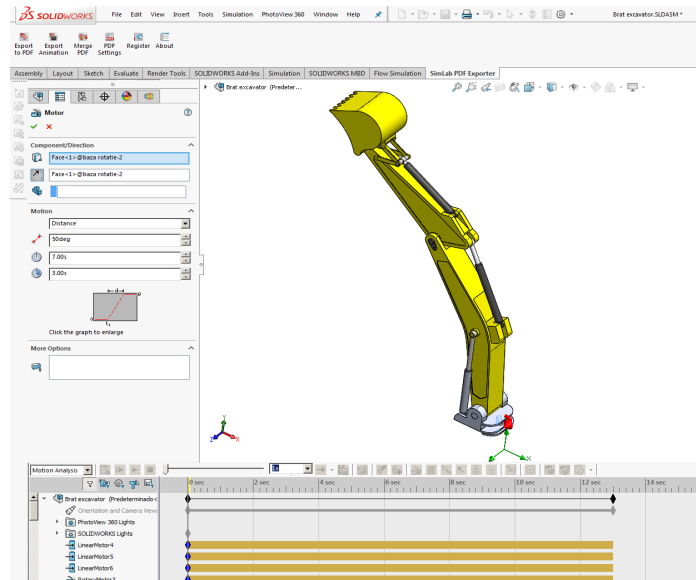 SOLIDWORKS File Edit View Insert Tools Simulation PhotoView 360 Window Help Brat excavator.SLDASM *
Export to PDF
Export Animation
Merge PDF
PDF Settings
Register
About
Assembly Layout Sketch Evaluate Render Tools SOLIDWORKS Add-Ins Simulation SOLIDWORKS MBD Flow Simulation SimLab PDF Exporter
Brat excavator (Predeter...
Motor
Component/Direction
Face<1>@baza rotatie-2
Face<1>@baza rotatie-2
Motion
Distance
50deg
7.00s
3.00s
Click the graph to enlarge
More Options
Y
Z
X
Y
X
Motion Analysis
0 sec 2 sec 4 sec 6 sec 8 sec 10 sec 12 sec 14 sec
Brat excavator (Predeterminado<
Orientation and Camera Views
PhotoView 360 Lights
SOLIDWORKS Lights
LinearMotor4
LinearMotor5
LinearMotor6